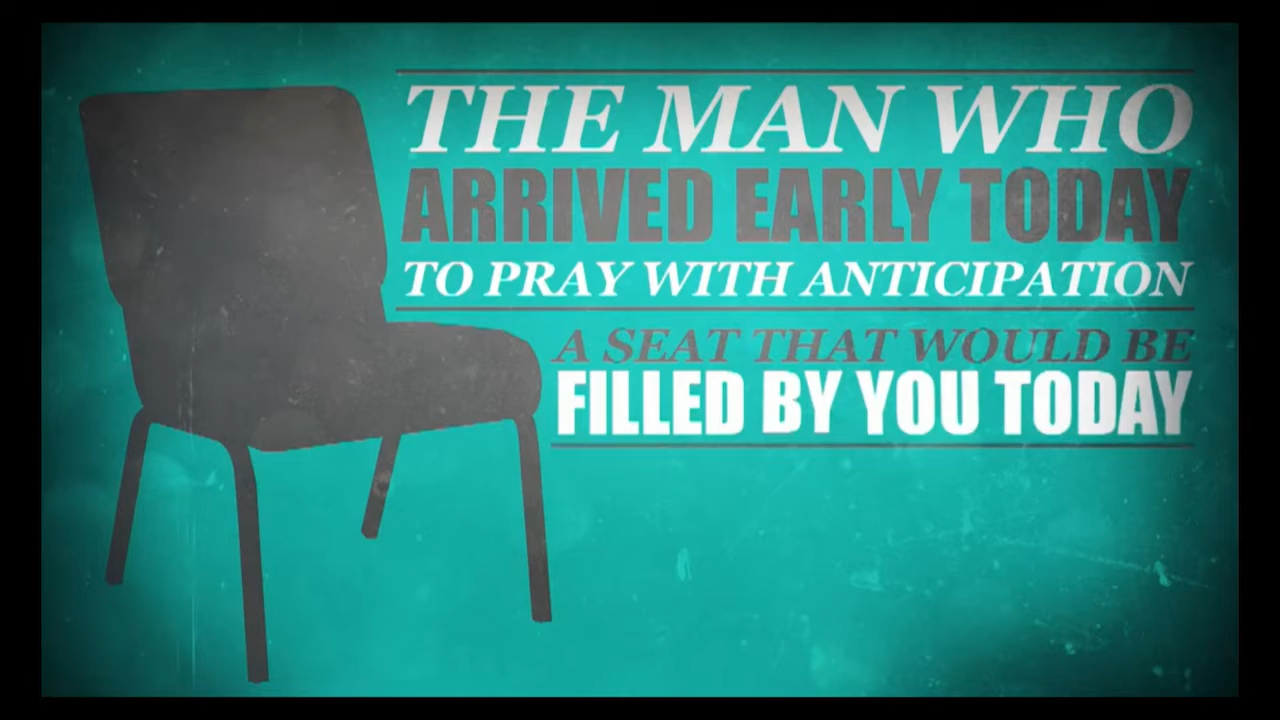 THE MAN WHO
ARRIVED EARLY TODAY
TO PRAY WITH ANTICIPATION
A SEAT THAT WOULD BE
FILLED BY YOU TODAY